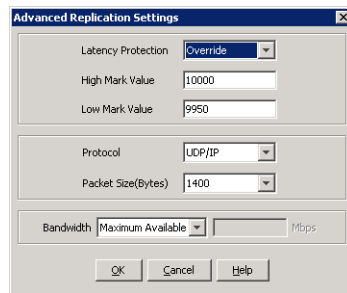 Advanced Replication Settings
Latency Protection Override
High Mark Value 10000
Low Mark Value 9950
Protocol UDP/IP
Packet Size(Bytes) 1400
Bandwidth Maximum Available Mbps
OK Cancel Help